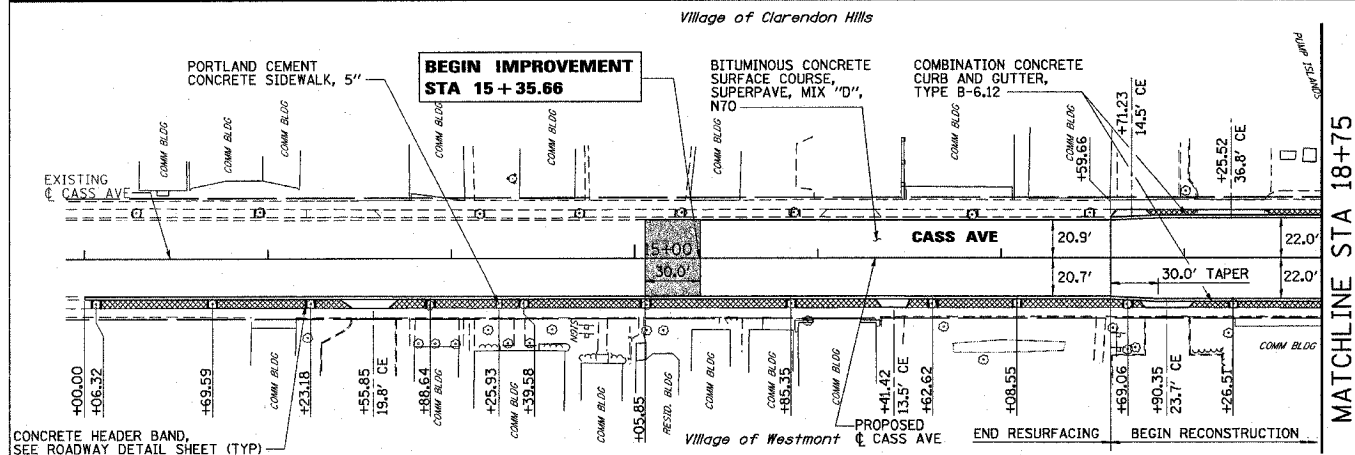 Village of Clarendon Hills
PORTLAND CEMENT
CONCRETE SIDEWALK, 5"
BEGIN IMPROVEMENT
STA 15+35.66
BITUMINOUS CONCRETE
SURFACE COURSE,
SUPERPAVE, MIX "D",
N70
COMBINATION CONCRETE
CURB AND GUTTER,
TYPE B-6.12
PUMP ISLANDS
COMM BLDG
COMM BLDG
COMM BLDG
COMM BLDG
COMM BLDG
COMM BLDG
COMM BLDG
+59.66
+71.23
14.5' CE
+25.52
36.8' CE
EXISTING
℄ CASS AVE
15+00
30.0'
CASS AVE
20.9'
20.7'
30.0' TAPER
22.0'
22.0'
MATCHLINE STA 18+75
+00.00
+06.32
+69.59
COMM BLDG
+23.18
+55.85
19.8' CE
+88.64
COMM BLDG
+25.93
COMM BLDG
+39.58
SIGN
COMM BLDG
+05.85
RESID. BLDG
COMM BLDG
COMM BLDG
+85.35
+41.42
13.5' CE
+62.62
+08.55
+69.06
+90.35
23.7' CE
+26.51
COMM BLDG
CONCRETE HEADER BAND,
SEE ROADWAY DETAIL SHEET (TYP)
Village of Westmont
PROPOSED
℄ CASS AVE
END RESURFACING
BEGIN RECONSTRUCTION